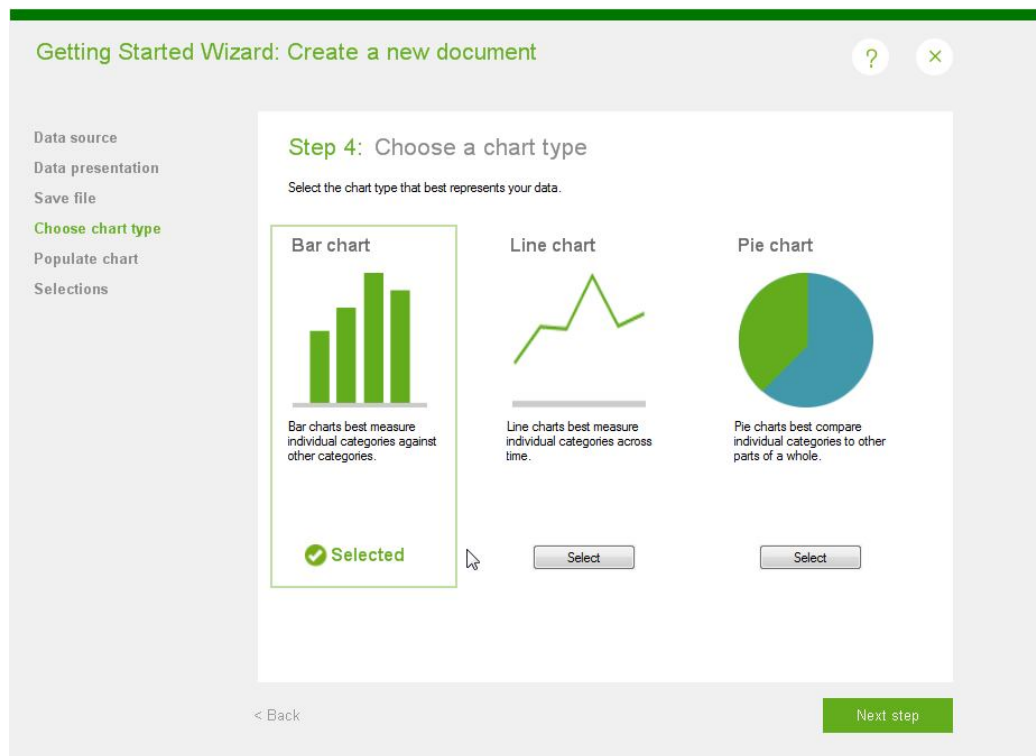 Getting Started Wizard: Create a new document
?
×
Data source
Data presentation
Save file
Choose chart type
Populate chart
Selections
Step 4: Choose a chart type
Select the chart type that best represents your data.
Bar chart
Bar charts best measure
individual categories against
other categories.
Selected
Line chart
Line charts best measure
individual categories across
time.
Select
Pie chart
Pie charts best compare
individual categories to other
parts of a whole.
Select
< Back
Next step